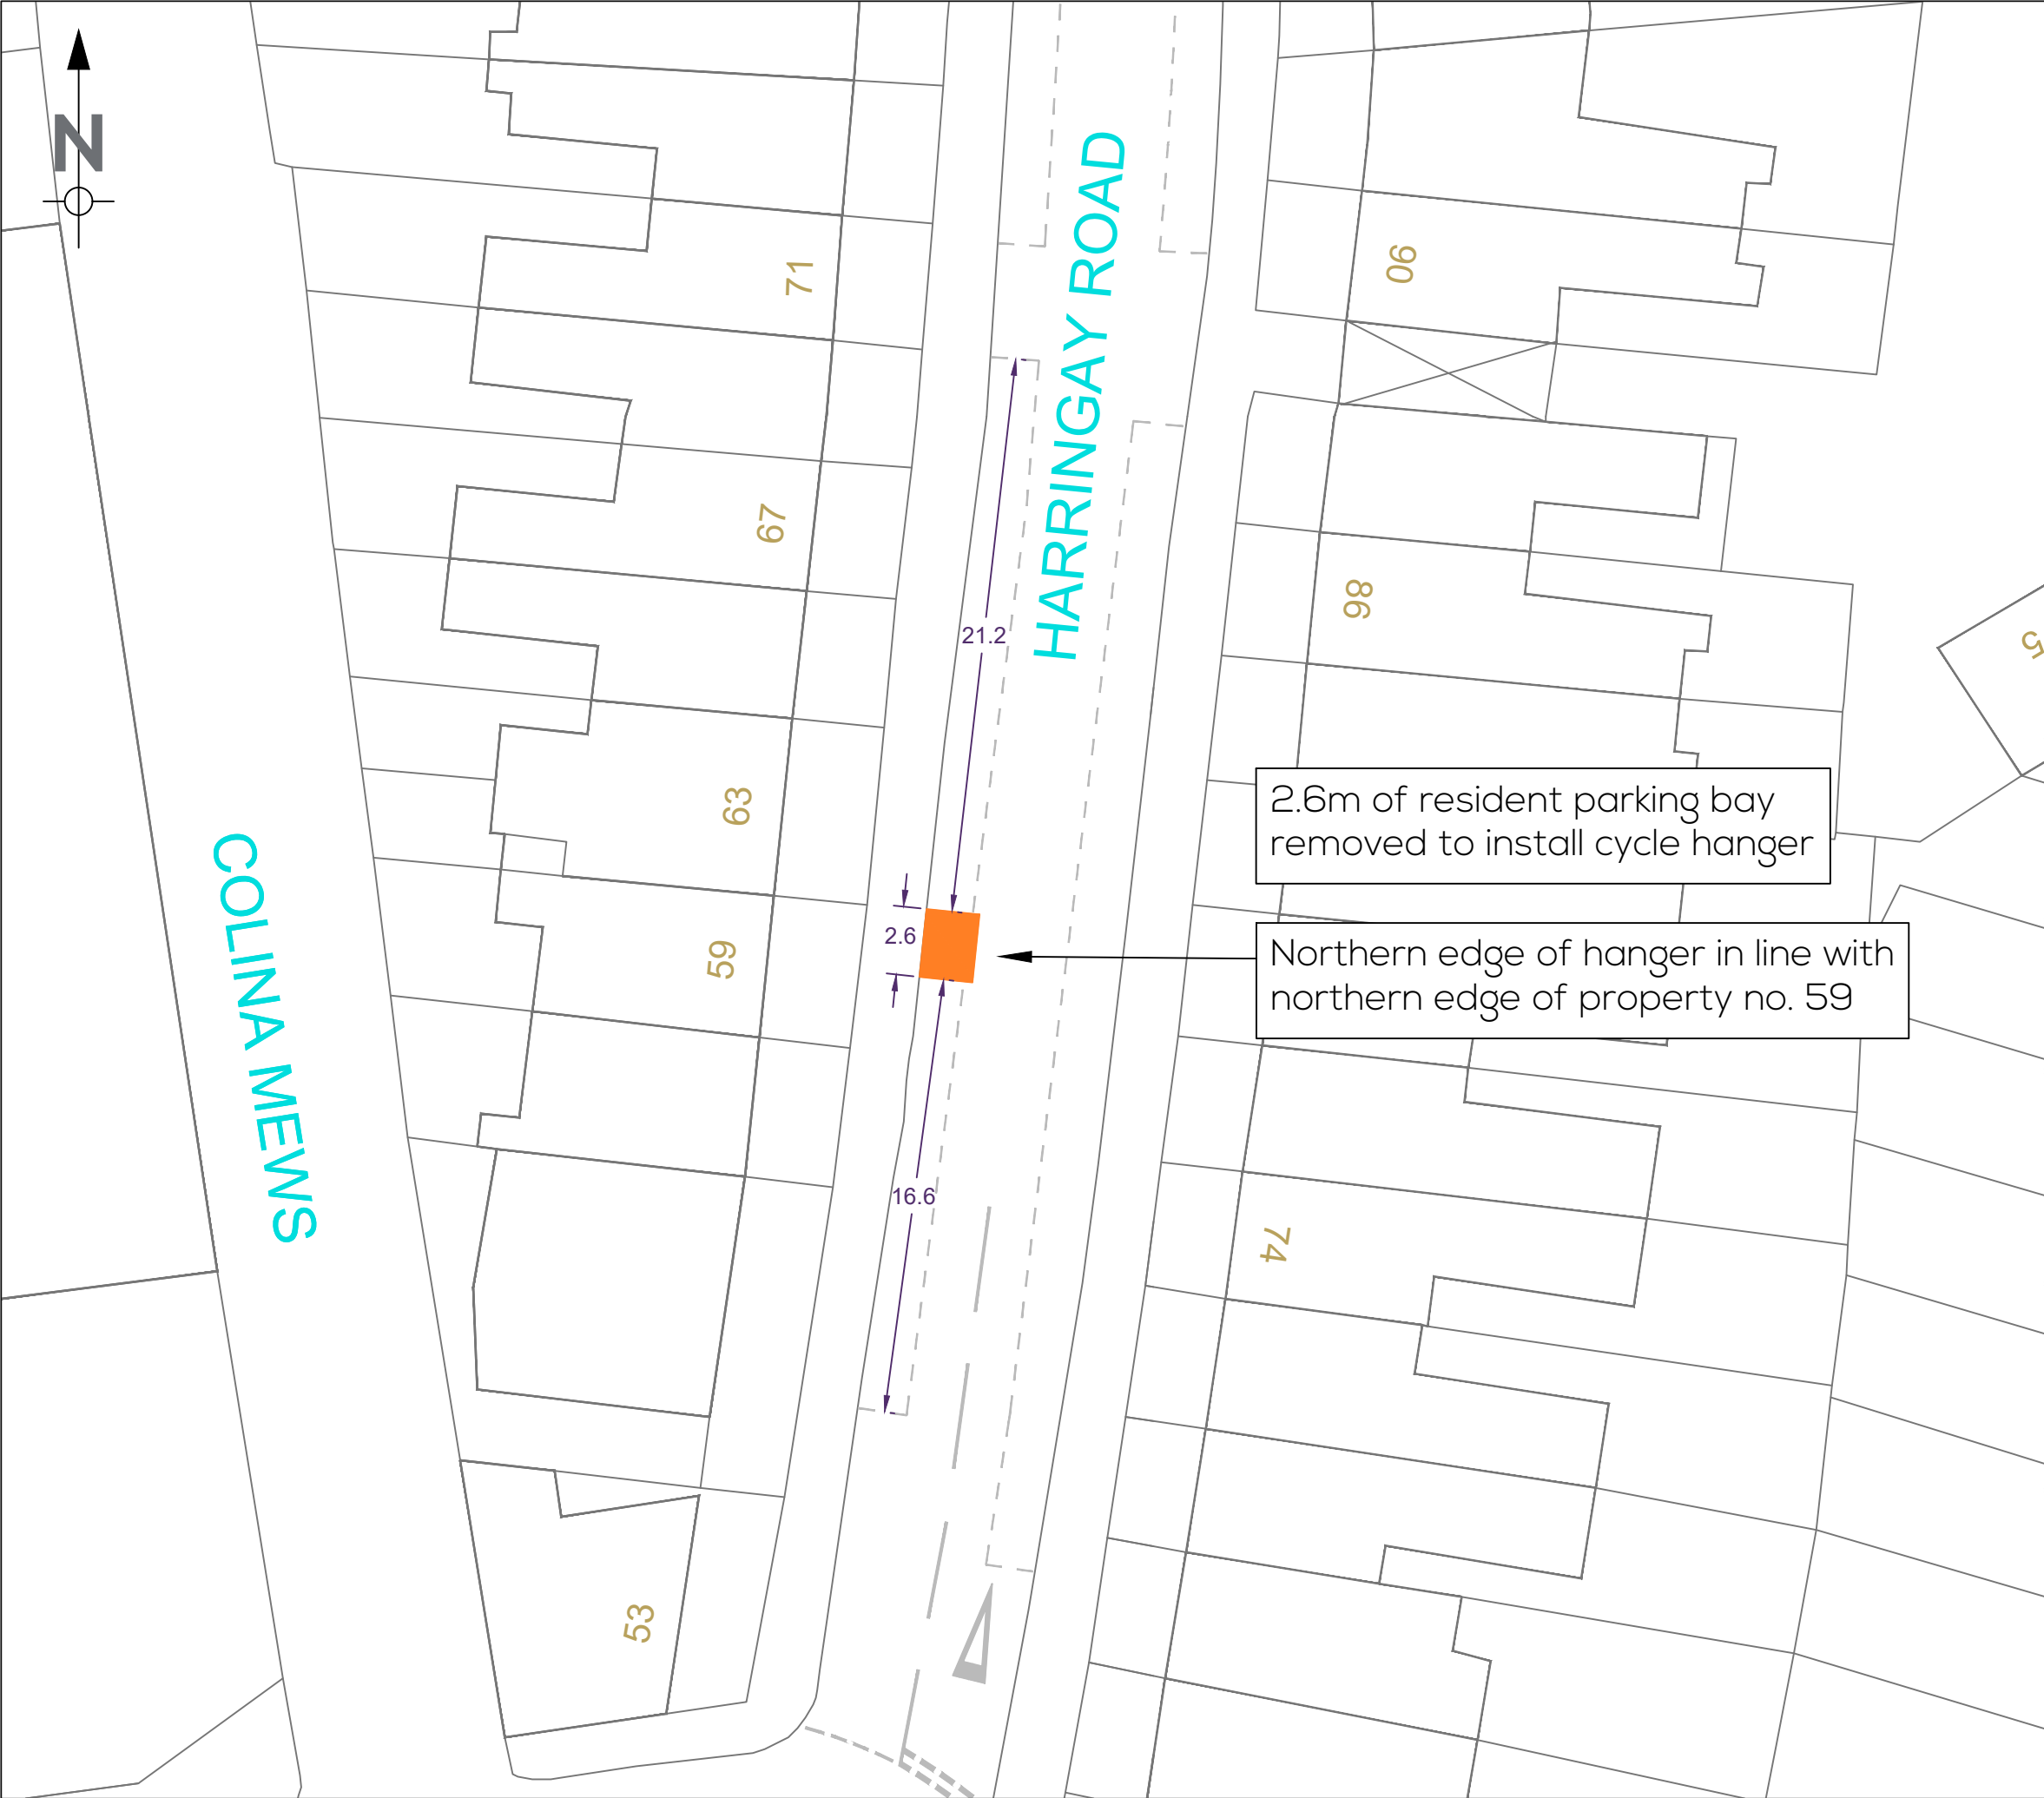 N
HARRINGAY ROAD
71
90
67
86
21.2
5
63
2.6m of resident parking bay
removed to install cycle hanger
COLINA MEWS
59
2.6
Northern edge of hanger in line with
northern edge of property no. 59
16.6
74
53